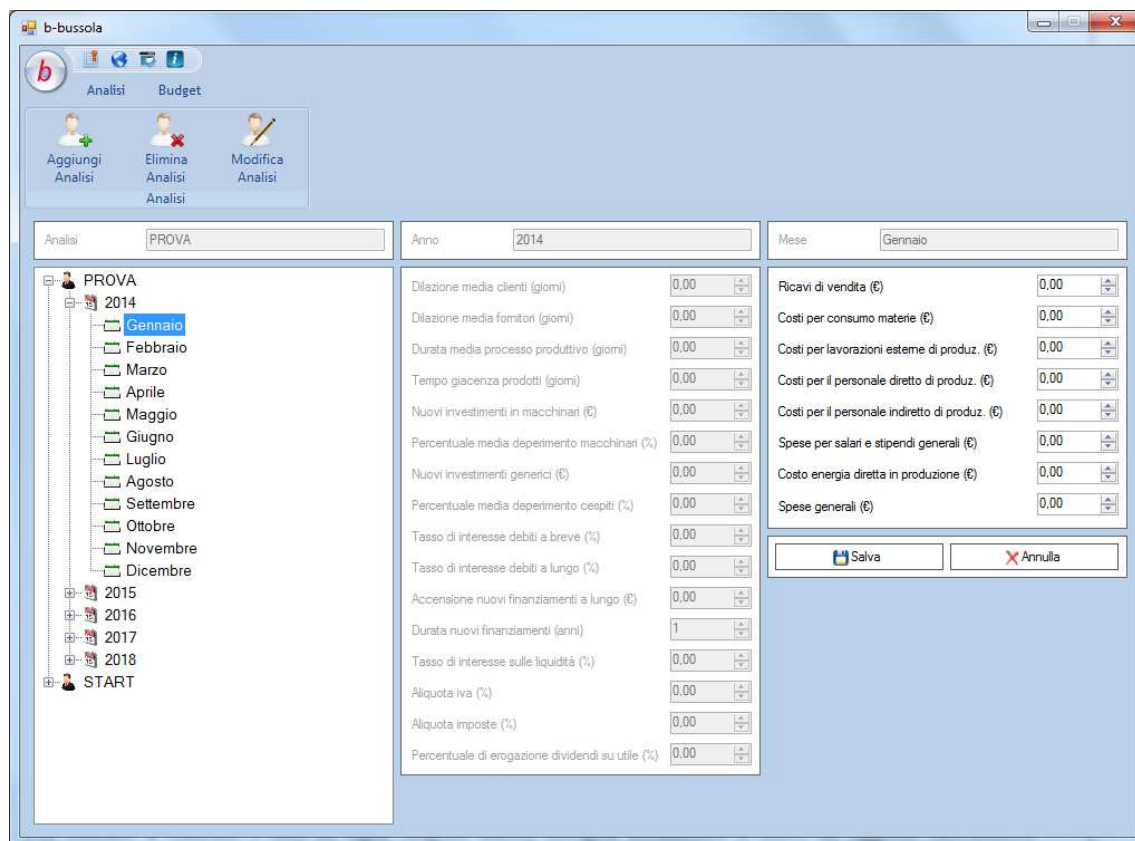 b-bussola
b
Analisi Budget
Aggiungi Analisi
Elimina Analisi
Modifica Analisi
Analisi
Analisi PROVA
Anno 2014
Mese Gennaio
PROVA
2014
Gennaio
Febbraio
Marzo
Aprile
Maggio
Giugno
Luglio
Agosto
Settembre
Ottobre
Novembre
Dicembre
2015
2016
2017
2018
START
Dilazione media clienti (giorni) 0,00
Dilazione media fornitori (giorni) 0,00
Durata media processo produttivo (giorni) 0,00
Tempo giacenza prodotti (giorni) 0,00
Nuovi investimenti in macchinari (€) 0,00
Percentuale media deperimento macchinari (%) 0,00
Nuovi investimenti generici (€) 0,00
Percentuale media deperimento cespiti (%) 0,00
Tasso di interesse debiti a breve (%) 0,00
Tasso di interesse debiti a lungo (%) 0,00
Accensione nuovi finanziamenti a lungo (€) 0,00
Durata nuovi finanziamenti (anni) 1
Tasso di interesse sulle liquidità (%) 0,00
Aliquota iva (%) 0,00
Aliquota imposte (%) 0,00
Percentuale di erogazione dividendi su utile (%) 0,00
Ricavi di vendita (€) 0,00
Costi per consumo materie (€) 0,00
Costi per lavorazioni esterne di produz. (€) 0,00
Costi per il personale diretto di produz. (€) 0,00
Costi per il personale indiretto di produz. (€) 0,00
Spese per salari e stipendi generali (€) 0,00
Costo energia diretta in produzione (€) 0,00
Spese generali (€) 0,00
Salva Annulla